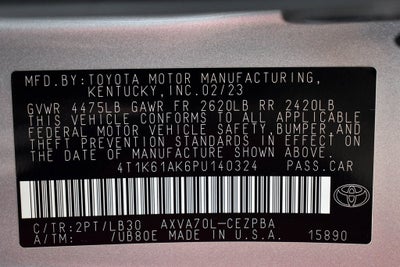 MFD.BY:TOYOTA MOTOR MANUFACTURING,
KENTUCKY,INC.02/23
GVWR 4475LB GAWR FR 2620LB RR 2420LB
THIS VEHICLE CONFORMS TO ALL APPLICABLE
FEDERAL MOTOR VEHICLE SAFETY,BUMPER,AND
THEFT PREVENTION STANDARDS IN EFFECT ON
THE DATE OF MANUFACTURE SHOWN ABOVE.
4T1K61AK6PU140324 PASS.CAR
C/TR:2PT/LB30 AXVA70L-CEZPBA
A/TM: /UB80E MADE IN U.S.A. 15890
TOYOTA